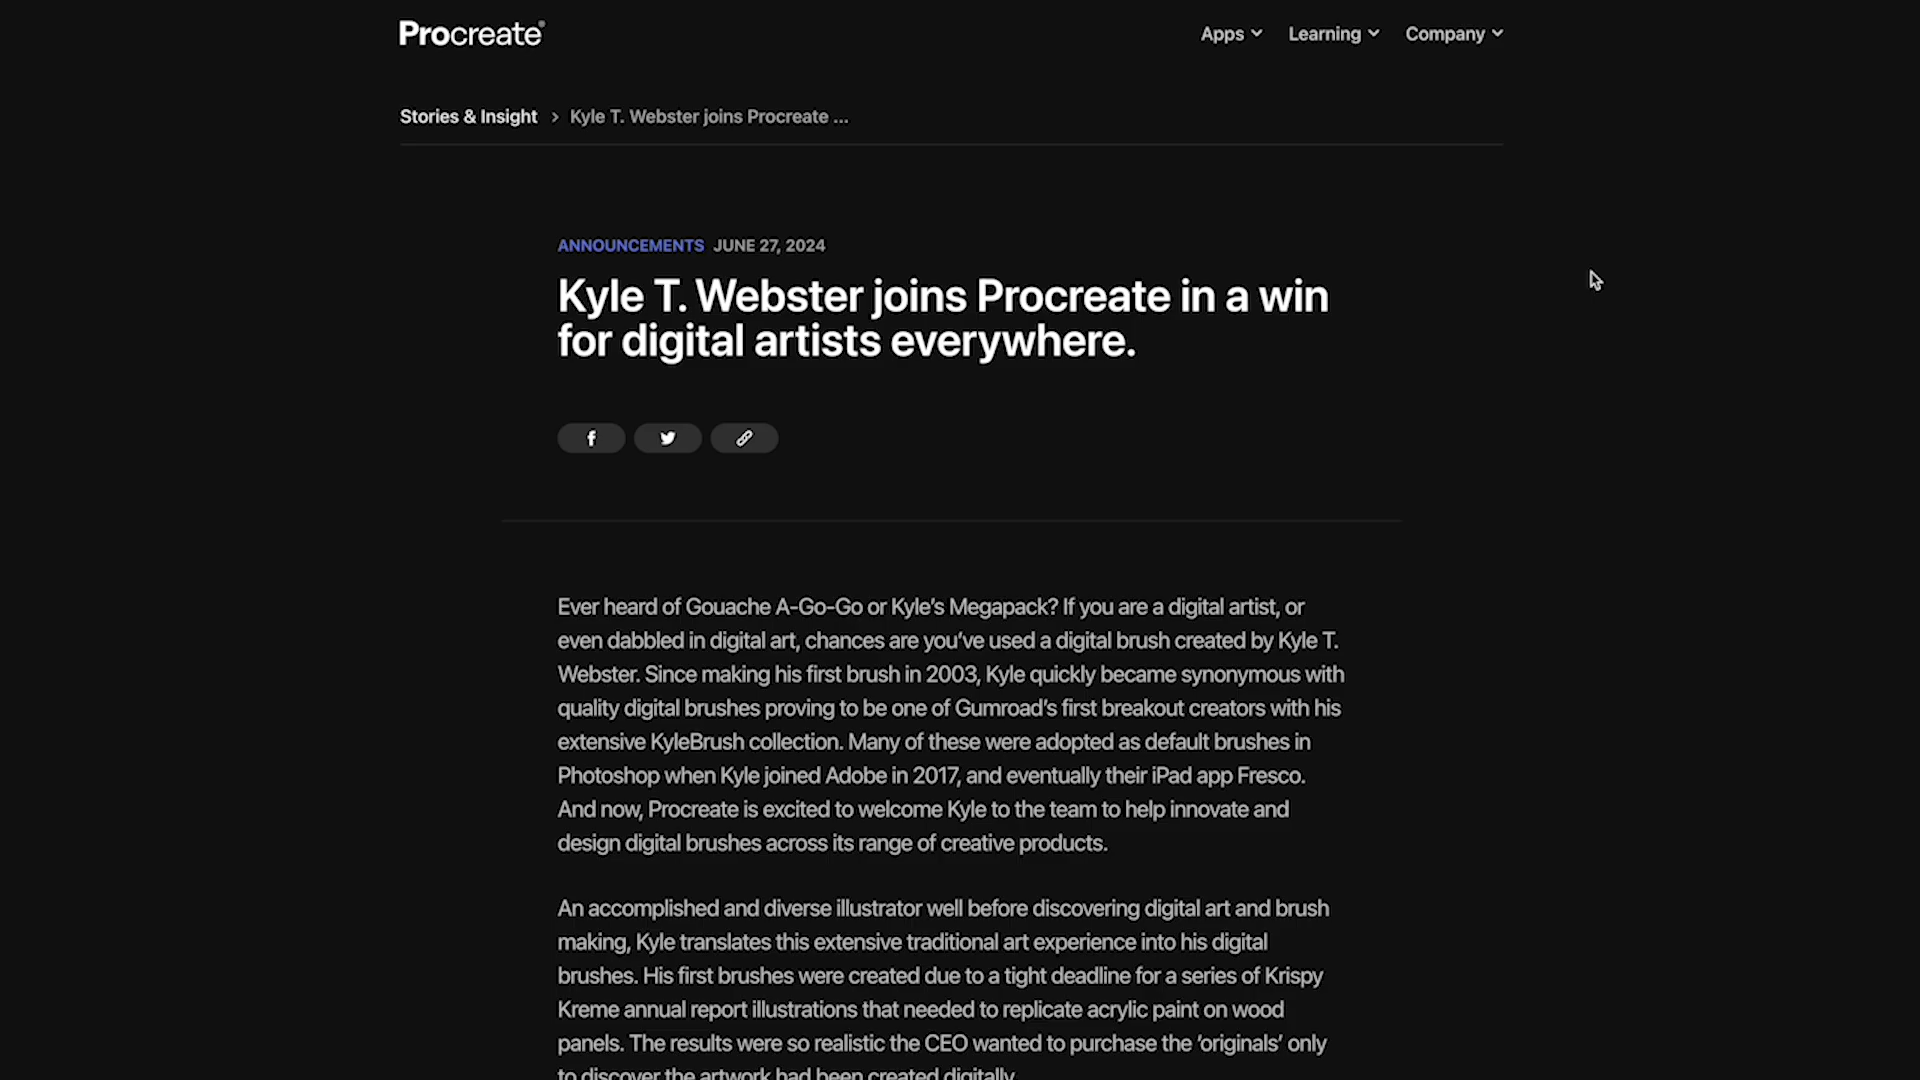 Procreate®
Apps
Learning
Company
Stories & Insight > Kyle T. Webster joins Procreate ...
ANNOUNCEMENTS JUNE 27, 2024
Kyle T. Webster joins Procreate in a win
for digital artists everywhere.
Ever heard of Gouache A-Go-Go or Kyle’s Megapack? If you are a digital artist, or
even dabbled in digital art, chances are you’ve used a digital brush created by Kyle T.
Webster. Since making his first brush in 2003, Kyle quickly became synonymous with
quality digital brushes proving to be one of Gumroad’s first breakout creators with his
extensive KyleBrush collection. Many of these were adopted as default brushes in
Photoshop when Kyle joined Adobe in 2017, and eventually their iPad app Fresco.
And now, Procreate is excited to welcome Kyle to the team to help innovate and
design digital brushes across its range of creative products.
An accomplished and diverse illustrator well before discovering digital art and brush
making, Kyle translates this extensive traditional art experience into his digital
brushes. His first brushes were created due to a tight deadline for a series of Krispy
Kreme annual report illustrations that needed to replicate acrylic paint on wood
panels. The results were so realistic the CEO wanted to purchase the ‘originals’ only
to discover the artwork had been created digitally.